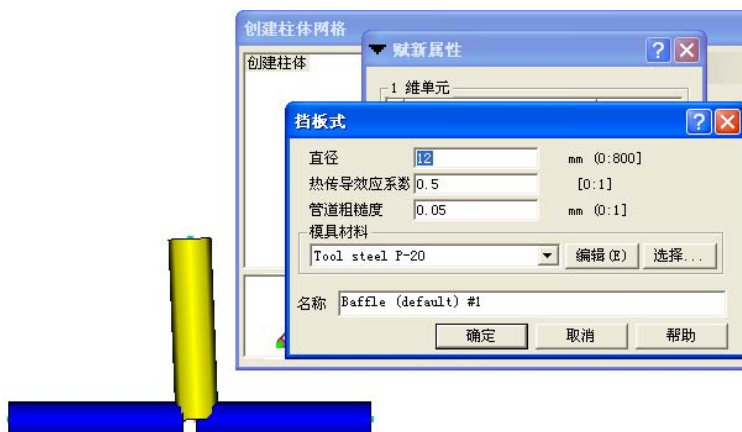 创建柱体网格
创建柱体
赋新属性
1 维单元
挡板式
直径 12 mm (0:800]
热传导效应系数 0.5 [0:1]
管道粗糙度 0.05 mm (0:1]
模具材料
Tool steel P-20 编辑(E) 选择...
名称 Baffle (default) #1
确定 取消 帮助